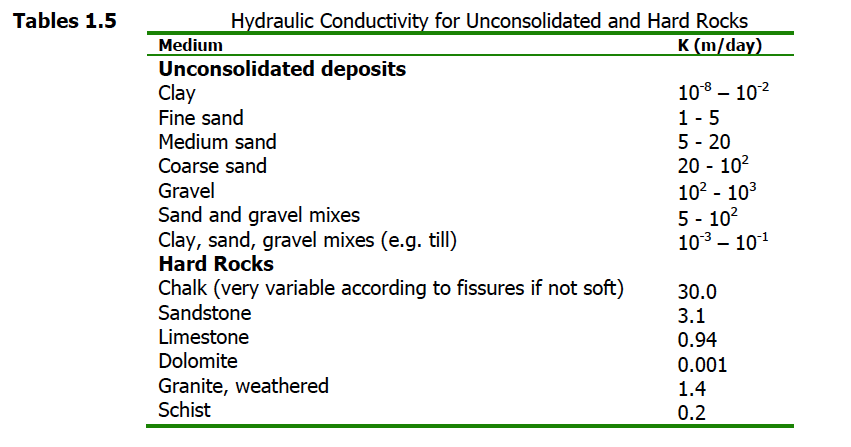 Tables 1.5 Hydraulic Conductivity for Unconsolidated and Hard Rocks
Medium K (m/day)
Unconsolidated deposits
Clay 10⁻⁸ – 10⁻²
Fine sand 1 - 5
Medium sand 5 - 20
Coarse sand 20 - 10²
Gravel 10² - 10³
Sand and gravel mixes 5 - 10²
Clay, sand, gravel mixes (e.g. till) 10⁻³ – 10⁻¹
Hard Rocks
Chalk (very variable according to fissures if not soft) 30.0
Sandstone 3.1
Limestone 0.94
Dolomite 0.001
Granite, weathered 1.4
Schist 0.2